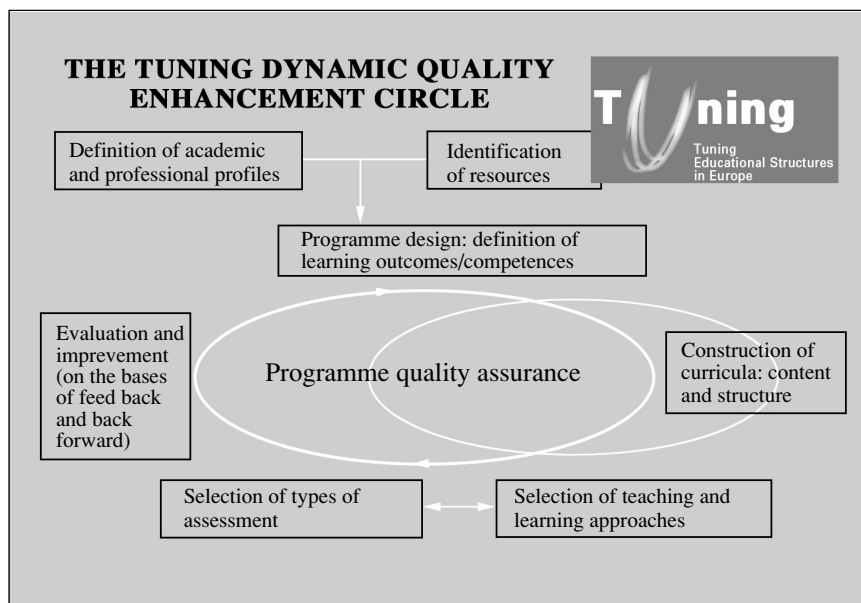 THE TUNING DYNAMIC QUALITY
ENHANCEMENT CIRCLE
Tuning
Tuning
Educational Structures
in Europe
Definition of academic
and professional profiles
Identification
of resources
Programme design: definition of
learning outcomes/competences
Evaluation and
imprevement
(on the bases
of feed back
and back
forward)
Programme quality assurance
Construction of
curricula: content
and structure
Selection of types of
assessment
Selection of teaching and
learning approaches